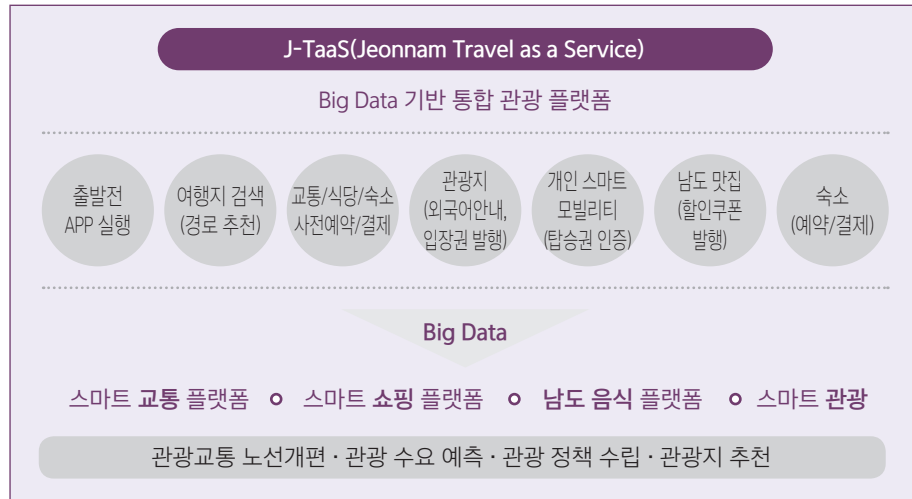 J-TaaS(Jeonnam Travel as a Service)
Big Data 기반 통합 관광 플랫폼
출발전
APP 실행
여행지 검색
(경로 추천)
교통/식당/숙소
사전예약/결제
관광지
(외국어안내,
입장권 발행)
개인 스마트
모빌리티
(탑승권 인증)
남도 맛집
(할인쿠폰
발행)
숙소
(예약/결제)
Big Data
스마트 교통 플랫폼 ㅇ 스마트 쇼핑 플랫폼 ㅇ 남도 음식 플랫폼 ㅇ 스마트 관광
관광교통 노선개편 · 관광 수요 예측 · 관광 정책 수립 · 관광지 추천